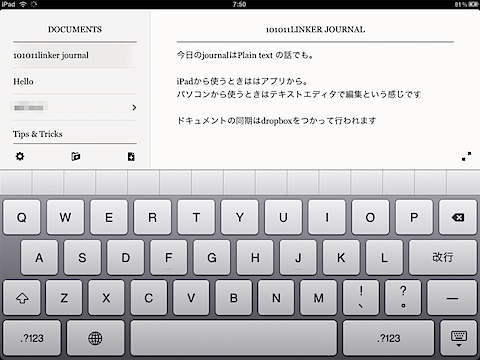 iPad
7:50
81%
DOCUMENTS
101011linker journal
Hello
Tips & Tricks
101011LINKER JOURNAL
今日のjournalはPlain text の話でも。
iPadから使うときははアプリから。
パソコンから使うときはテキストエディタで編集という感じです
ドキュメントの同期はdropboxをつかって行われます
Q W E R T Y U I O P
A S D F G H J K L 改行
Z X C V B N M ! 、 ? 。 —
.?123 .?123